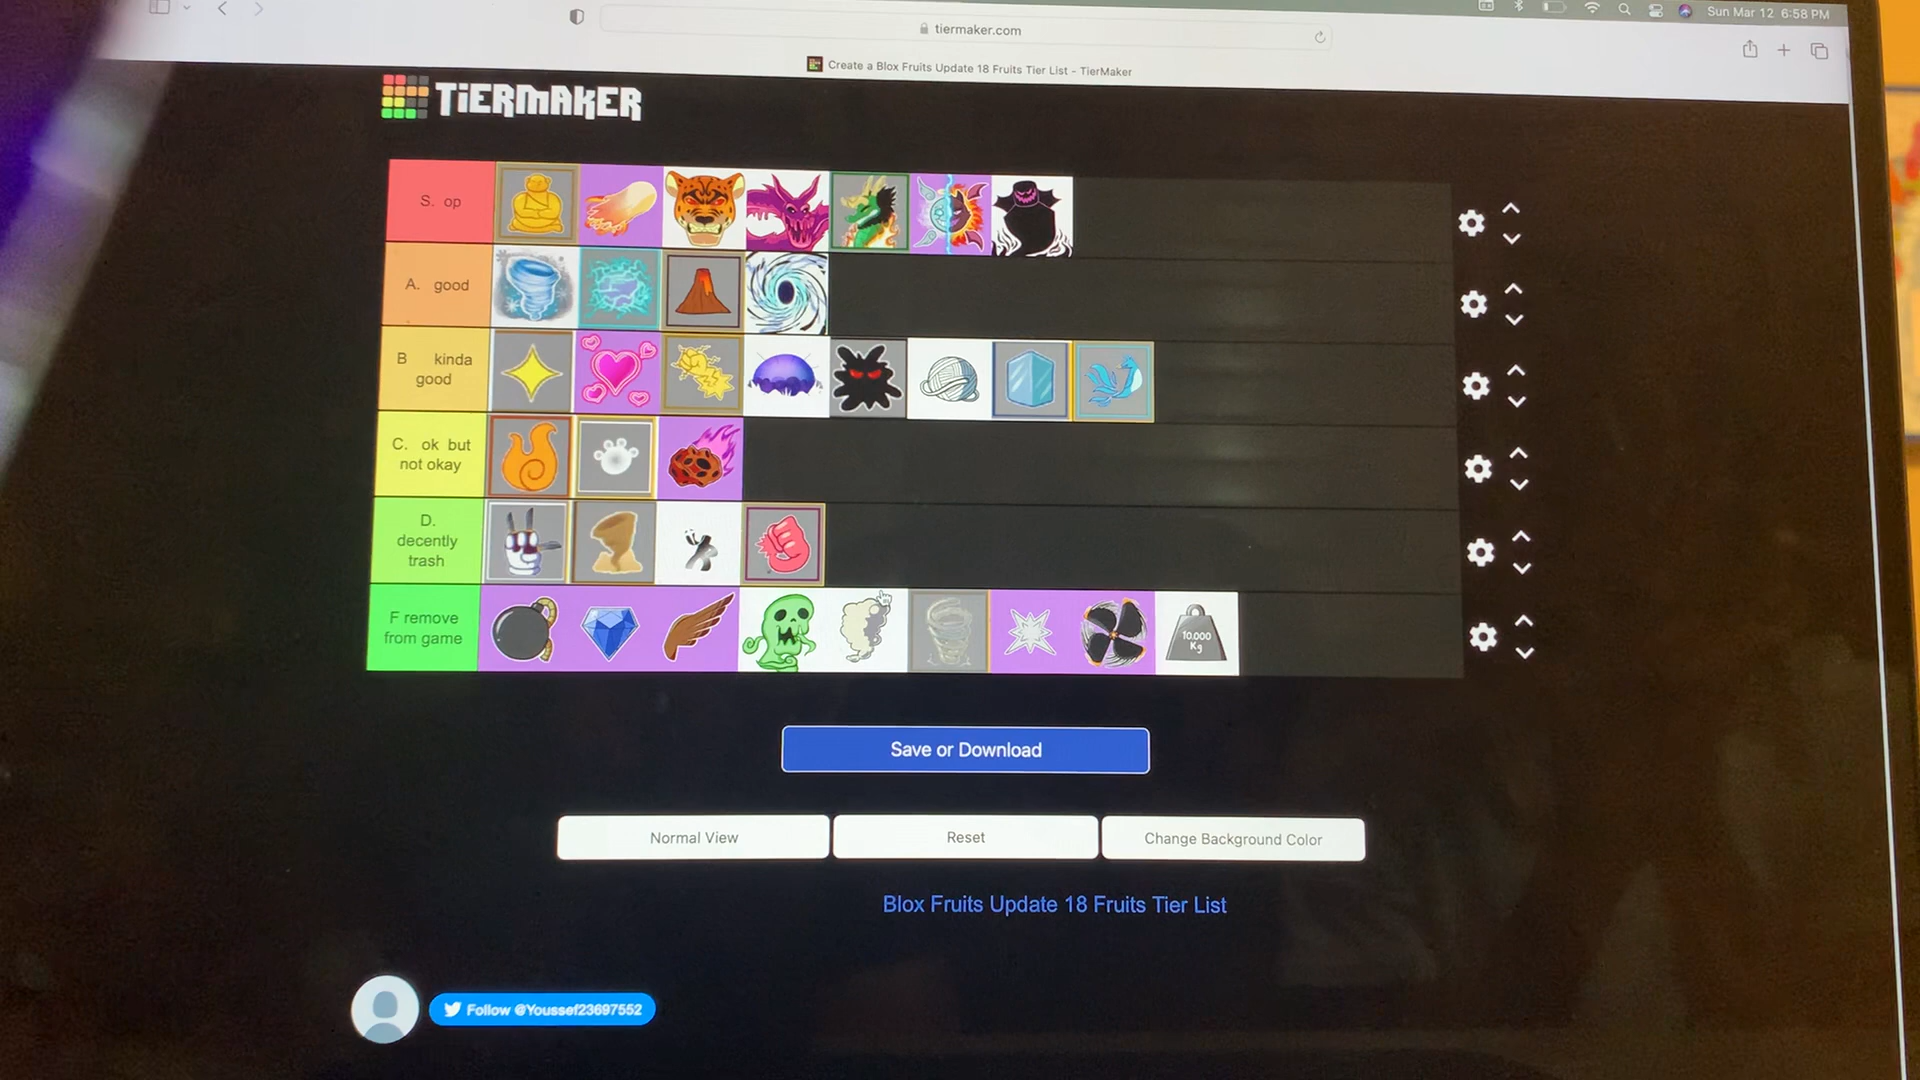 Sun Mar 12 6:58 PM
tiermaker.com
Create a Blox Fruits Update 18 Fruits Tier List - TierMaker
TiERMAKER
S. op
A. good
B kinda
good
C. ok but
not okay
D.
decently
trash
F remove
from game
10.000
Kg
Save or Download
Normal View
Reset
Change Background Color
Blox Fruits Update 18 Fruits Tier List
Follow @Youssef23697552